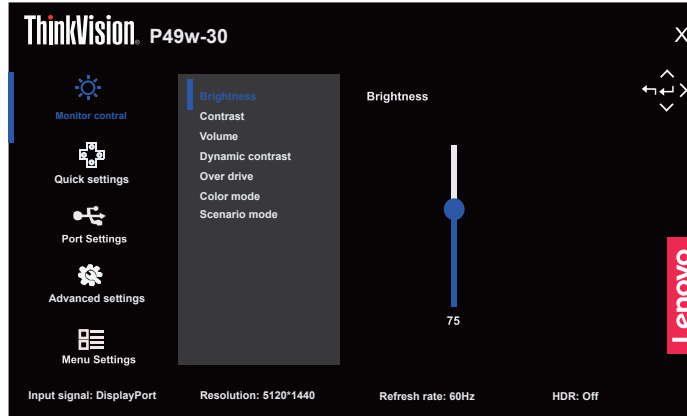 ThinkVision. P49w-30
X
Monitor contral
Quick settings
Port Settings
Advanced settings
Menu Settings
Brightness
Contrast
Volume
Dynamic contrast
Over drive
Color mode
Scenario mode
Brightness
75
Lenovo
Input signal: DisplayPort Resolution: 5120*1440 Refresh rate: 60Hz HDR: Off